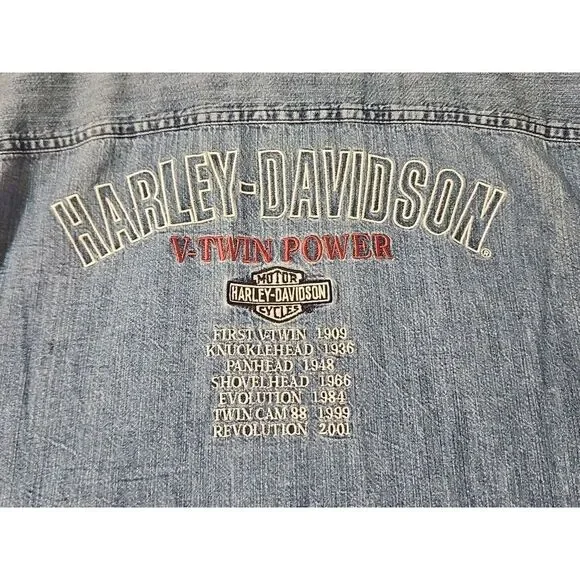 HARLEY-DAVIDSON®
V-TWIN POWER
MOTOR
HARLEY-DAVIDSON
CYCLES
FIRST V-TWIN 1909
KNUCKLEHEAD 1936
PANHEAD 1948
SHOVELHEAD 1966
EVOLUTION 1984
TWIN CAM 88 1999
REVOLUTION 2001